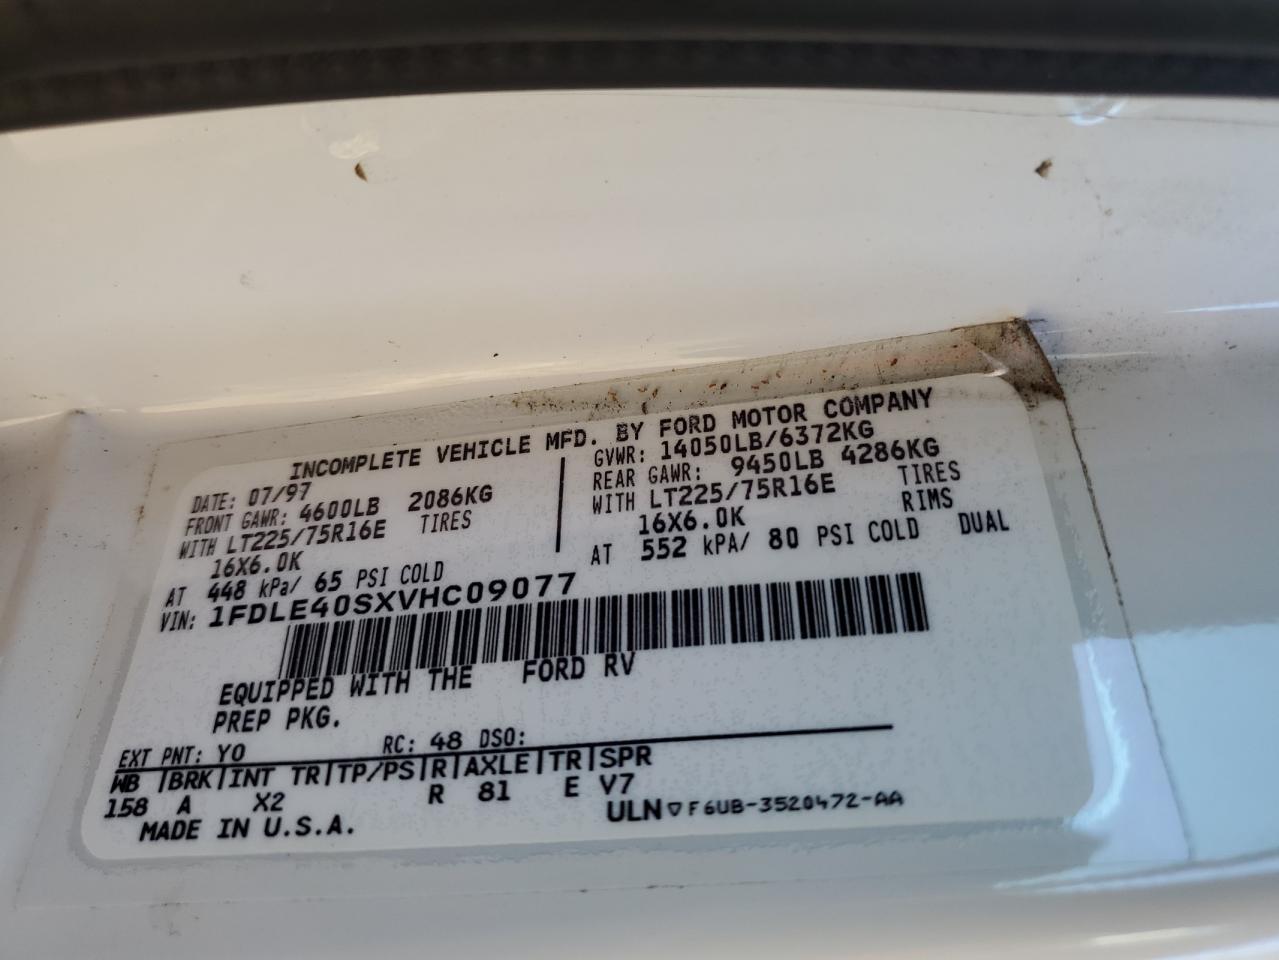 INCOMPLETE VEHICLE MFD. BY FORD MOTOR COMPANY
DATE: 07/97
FRONT GAWR: 4600LB 2086KG
WITH LT225/75R16E TIRES
16X6.0K
AT 448 kPa/ 65 PSI COLD
GVWR: 14050LB/6372KG
REAR GAWR: 9450LB 4286KG
WITH LT225/75R16E TIRES
16X6.0K RIMS
AT 552 kPa/ 80 PSI COLD DUAL
VIN: 1FDLE40SXVHC09077
EQUIPPED WITH THE FORD RV
PREP PKG.
EXT PNT: YO RC: 48 DSO:
WB |BRK|INT TR|TP/PS|R|AXLE|TR|SPR
158 A X2 R 81 E V7
MADE IN U.S.A. ULN▽F6UB-3520472-AA